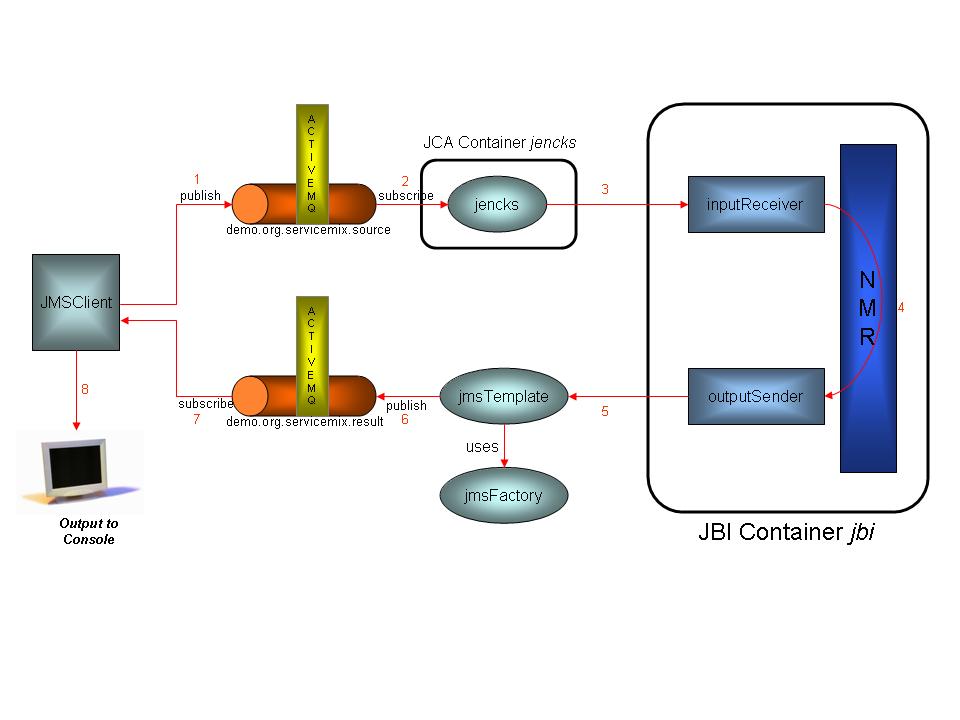 JCA Container jencks
ACTIVEMQ
1
publish
demo.org.servicemix.source
2
subscribe
jencks
3
inputReceiver
JMSClient
NMR
4
ACTIVEMQ
8
subscribe
7
demo.org.servicemix.result
publish
6
jmsTemplate
5
outputSender
uses
jmsFactory
Output to
Console
JBI Container jbi